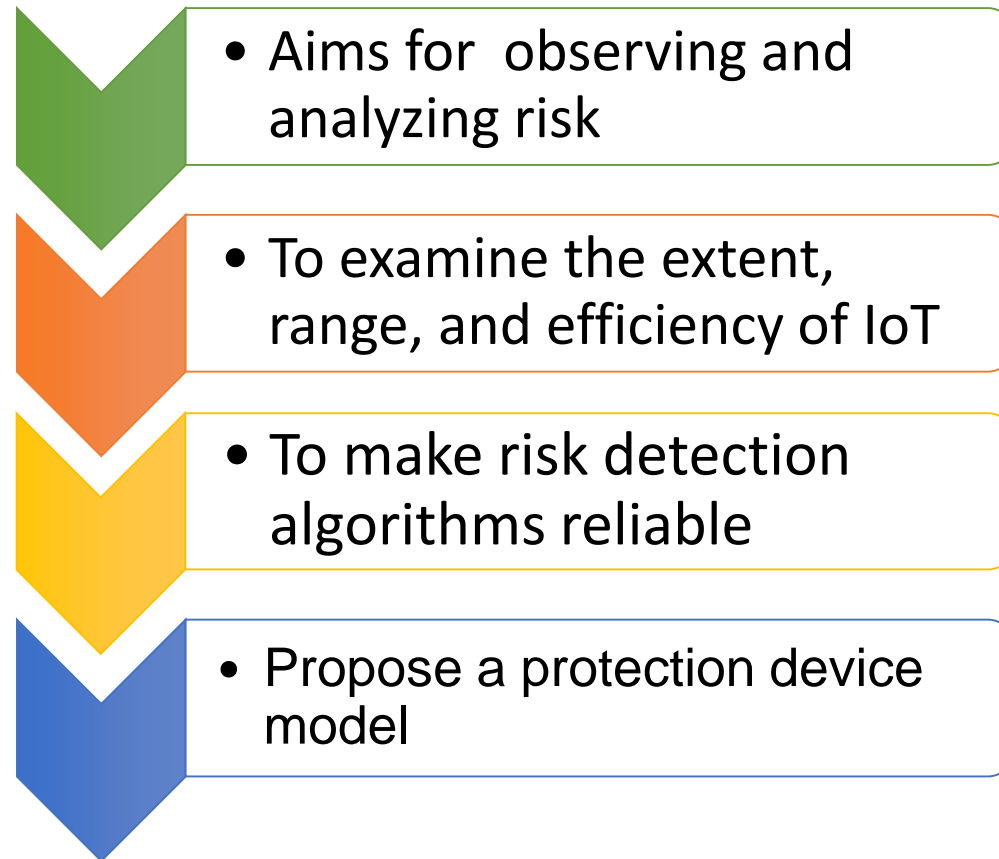 • Aims for  observing and
analyzing risk
• To examine the extent,
range, and efficiency of IoT
• To make risk detection
algorithms reliable
• Propose a protection device
model